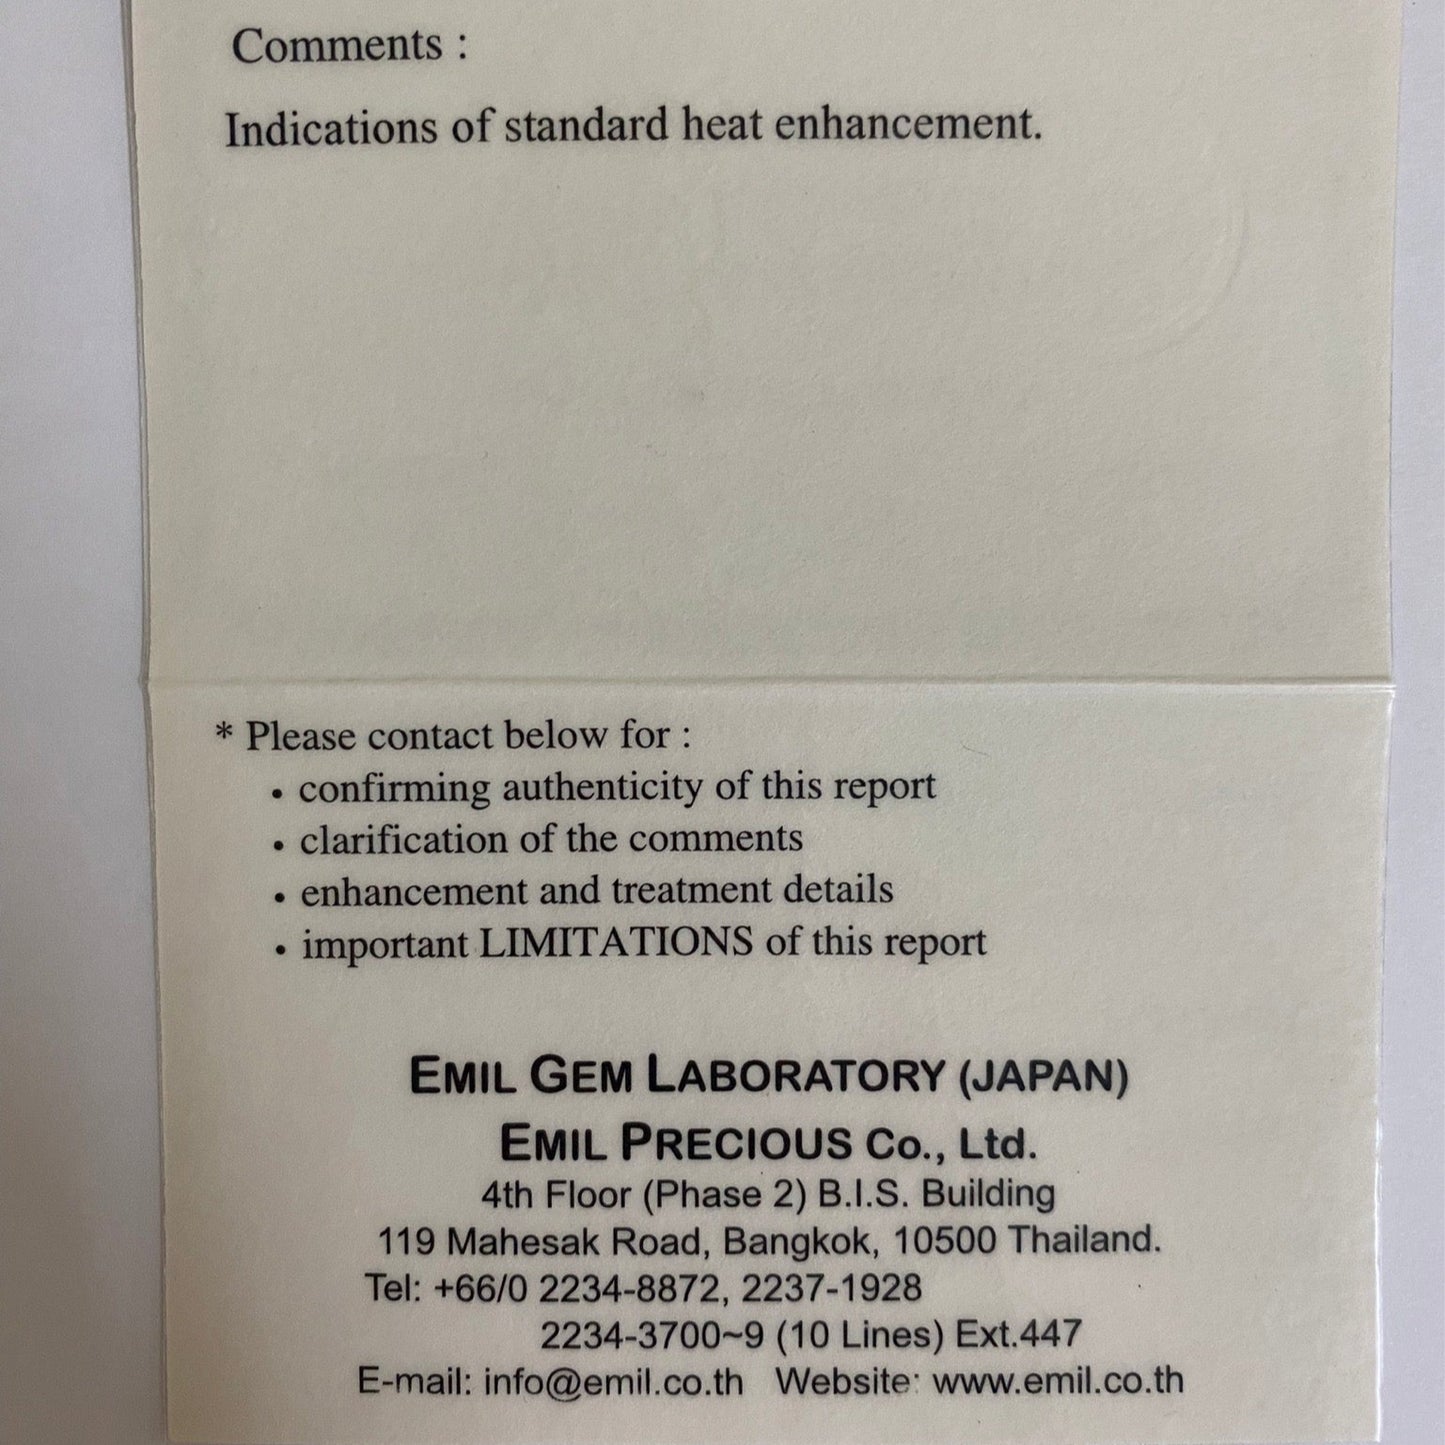 Comments :
Indications of standard heat enhancement.
* Please contact below for :
• confirming authenticity of this report
• clarification of the comments
• enhancement and treatment details
• important LIMITATIONS of this report
EMIL GEM LABORATORY (JAPAN)
EMIL PRECIOUS Co., Ltd.
4th Floor (Phase 2) B.I.S. Building
119 Mahesak Road, Bangkok, 10500 Thailand.
Tel: +66/0 2234-8872, 2237-1928
2234-3700~9 (10 Lines) Ext.447
E-mail: info@emil.co.th Website: www.emil.co.th